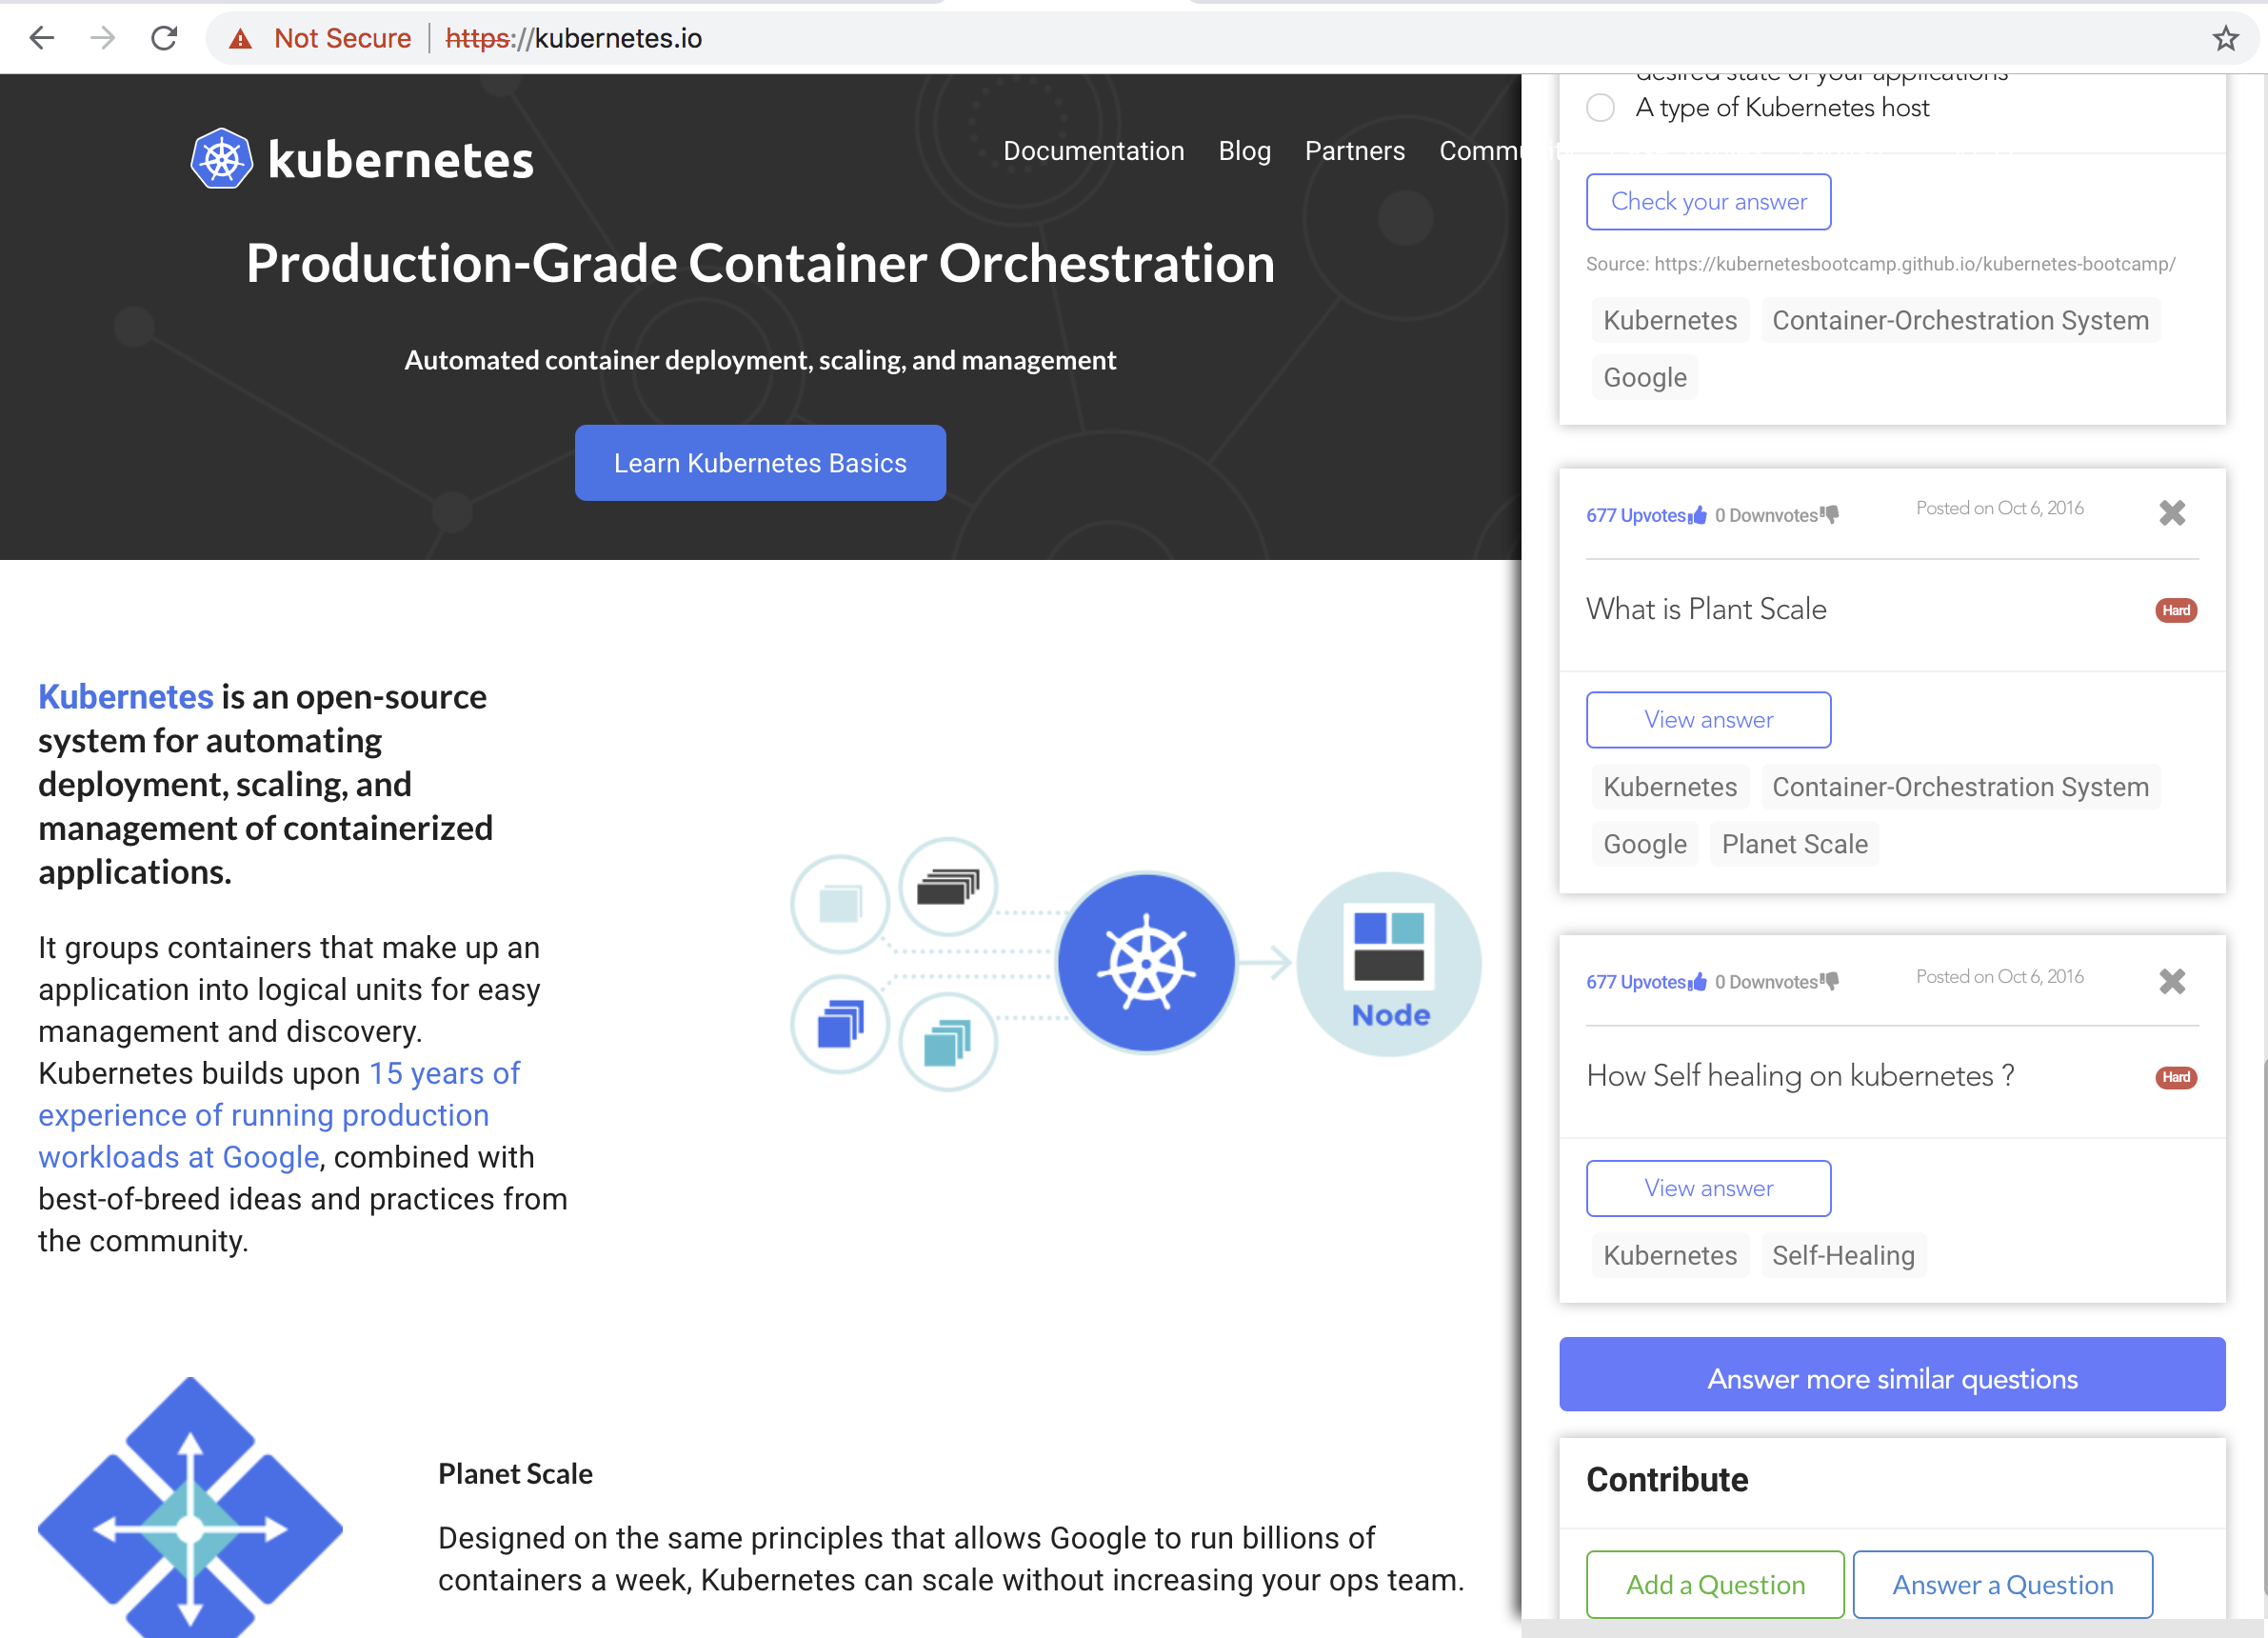 Not Secure
https://kubernetes.io
kubernetes
Documentation Blog Partners
Production-Grade Container Orchestration
Automated container deployment, scaling, and management
Learn Kubernetes Basics
Kubernetes is an open-source
system for automating
deployment, scaling, and
management of containerized
applications.
It groups containers that make up an
application into logical units for easy
management and discovery.
Kubernetes builds upon 15 years of
experience of running production
workloads at Google, combined with
best-of-breed ideas and practices from
the community.
Node
Planet Scale
Designed on the same principles that allows Google to run billions of
containers a week, Kubernetes can scale without increasing your ops team.
desired state of your applications
A type of Kubernetes host
Check your answer
Source: https://kubernetesbootcamp.github.io/kubernetes-bootcamp/
Kubernetes Container-Orchestration System
Google
677 Upvotes 0 Downvotes Posted on Oct 6, 2016
What is Plant Scale Hard
View answer
Kubernetes Container-Orchestration System
Google Planet Scale
677 Upvotes 0 Downvotes Posted on Oct 6, 2016
How Self healing on kubernetes ? Hard
View answer
Kubernetes Self-Healing
Answer more similar questions
Contribute
Add a Question Answer a Question